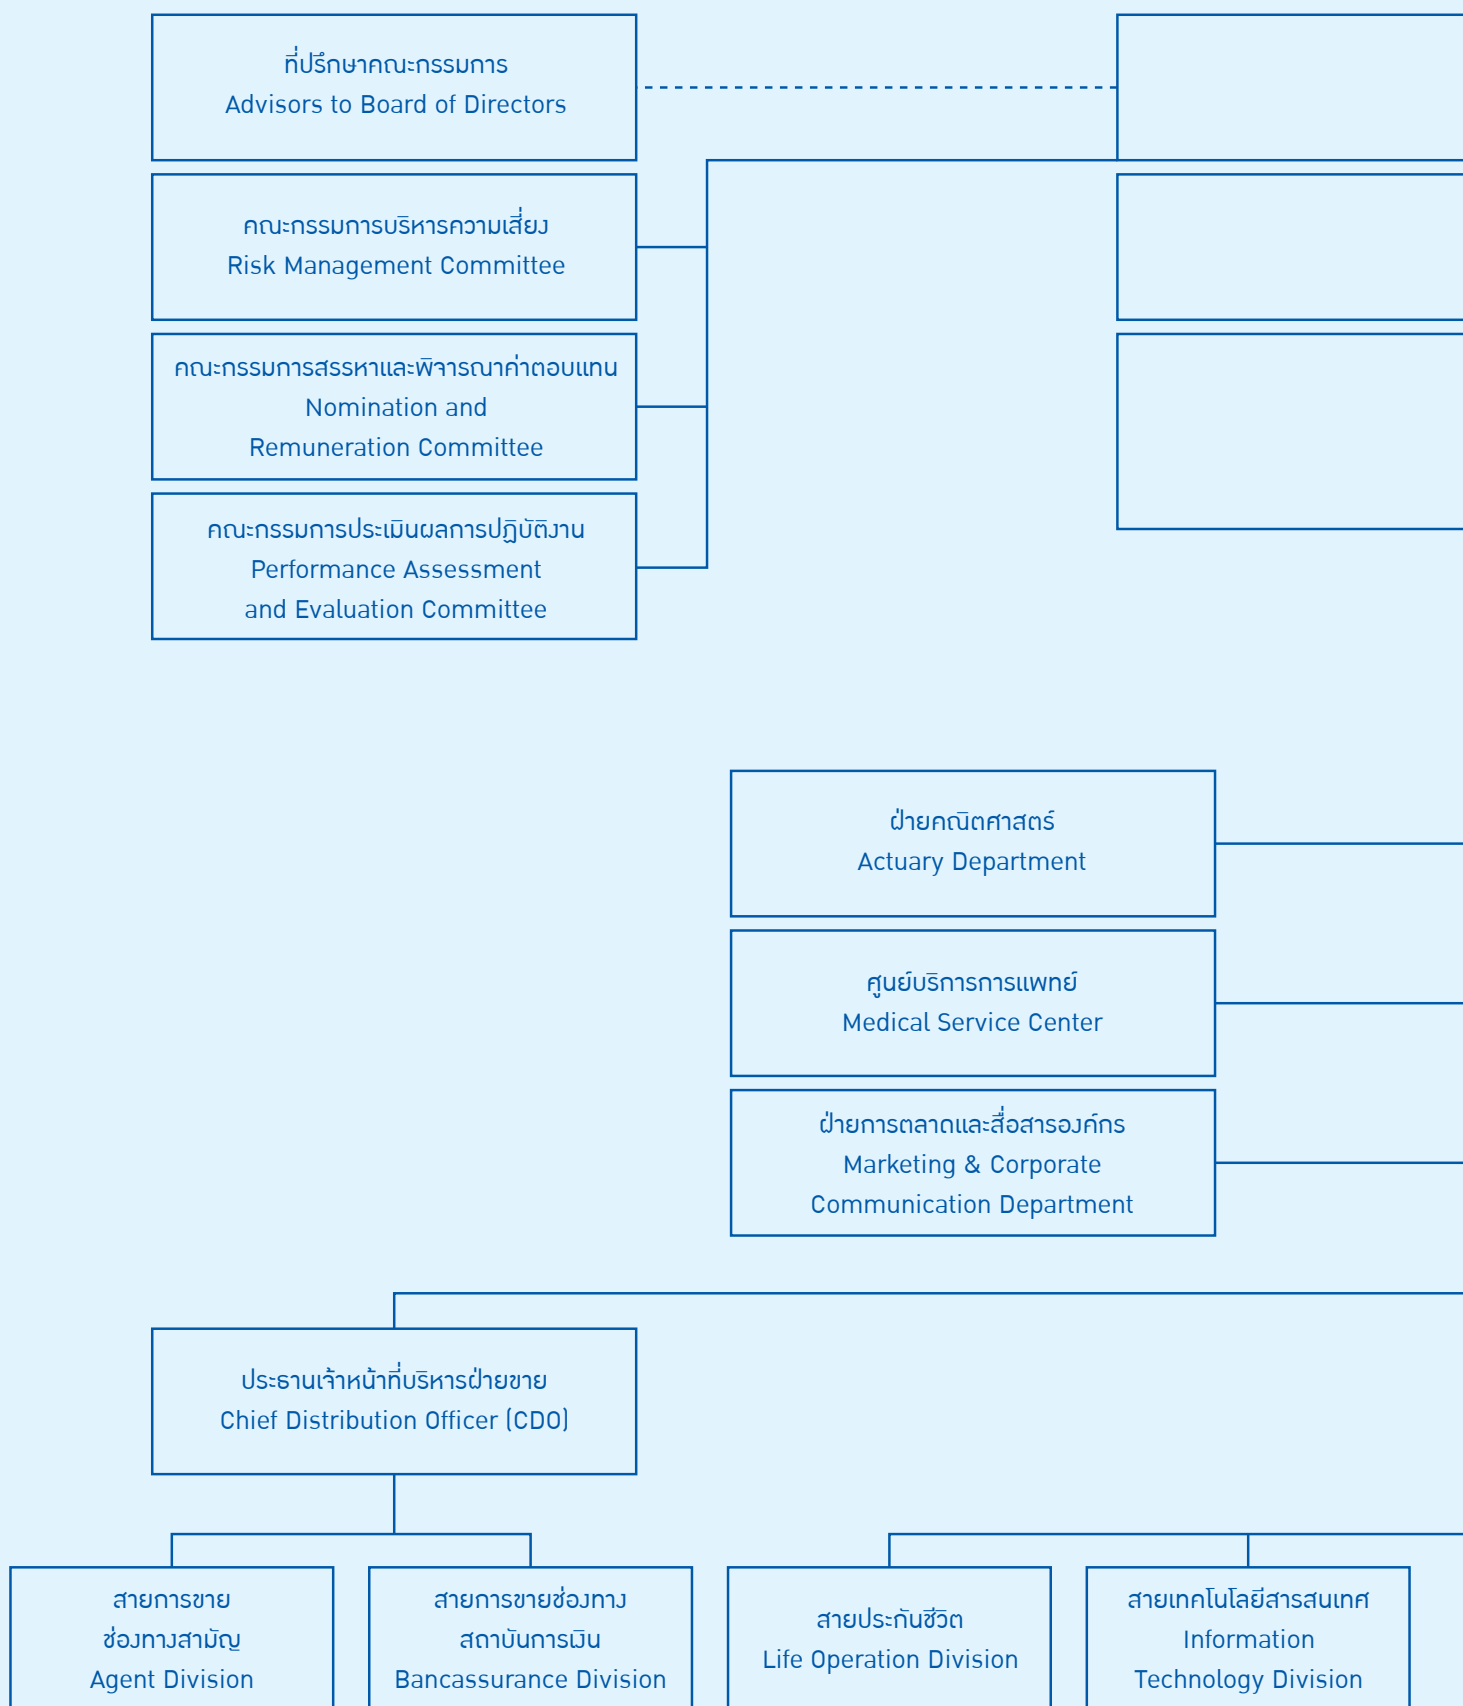 ที่ปรึกษาคณะกรรมการ
Advisors to Board of Directors
คณะกรรมการบริหารความเสี่ยง
Risk Management Committee
คณะกรรมการสรรหาและพิจารณาค่าตอบแทน
Nomination and
Remuneration Committee
คณะกรรมการประเมินผลการปฏิบัติงาน
Performance Assessment
and Evaluation Committee
ฝ่ายคณิตศาสตร์
Actuary Department
ศูนย์บริการการแพทย์
Medical Service Center
ฝ่ายการตลาดและสื่อสารองค์กร
Marketing & Corporate
Communication Department
ประธานเจ้าหน้าที่บริหารฝ่ายขาย
Chief Distribution Officer (CDO)
สายการขาย
ช่องทางสามัญ
Agent Division
สายการขายช่องทาง
สถาบันการเงิน
Bancassurance Division
สายประกันชีวิต
Life Operation Division
สายเทคโนโลยีสารสนเทศ
Information
Technology Division